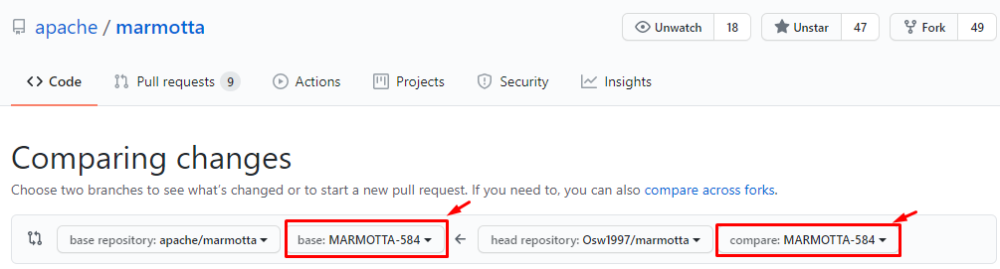 apache / marmotta
Unwatch 18 Unstar 47 Fork 49
Code Pull requests 9 Actions Projects Security Insights
Comparing changes
Choose two branches to see what's changed or to start a new pull request. If you need to, you can also compare across forks.
base repository: apache/marmotta base: MARMOTTA-584 head repository: Osw1997/marmotta compare: MARMOTTA-584